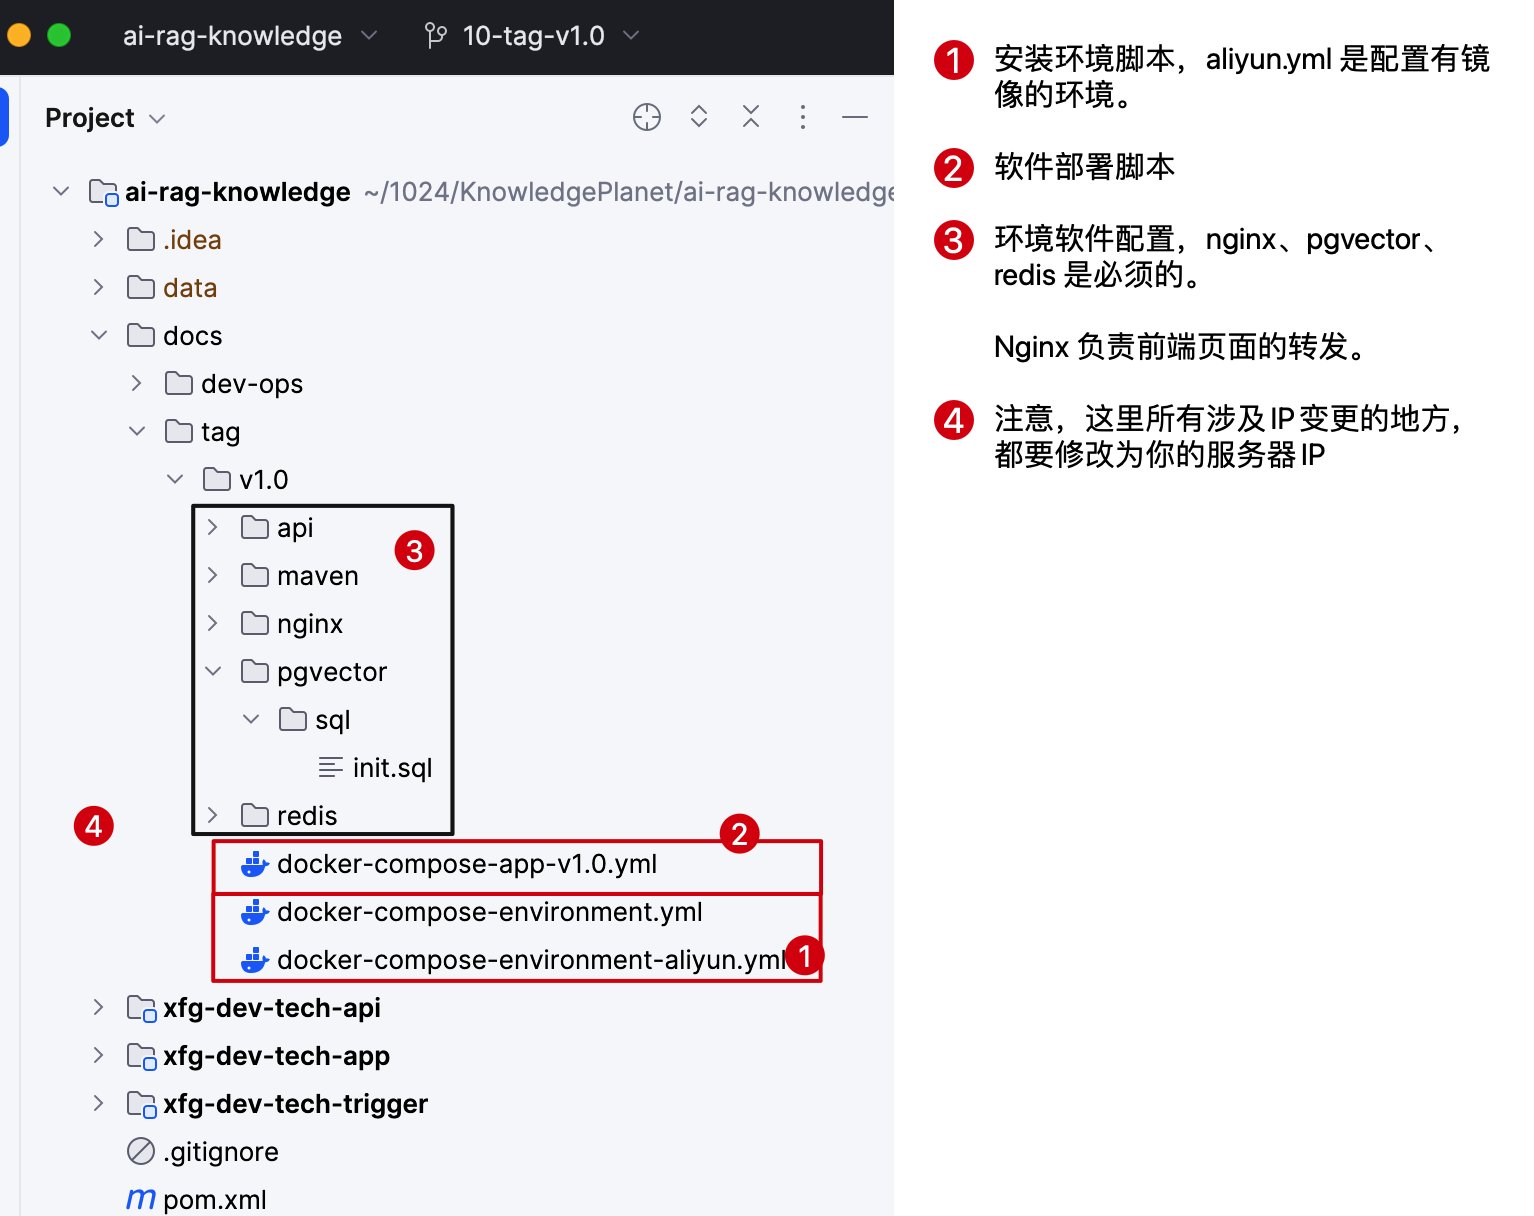 ai-rag-knowledge 10-tag-v1.0
Project
ai-rag-knowledge ~/1024/KnowledgePlanet/ai-rag-knowledge
.idea
data
docs
dev-ops
tag
v1.0
api
3
maven
nginx
pgvector
sql
init.sql
redis
4
2
docker-compose-app-v1.0.yml
docker-compose-environment.yml
docker-compose-environment-aliyun.yml
1
xfg-dev-tech-api
xfg-dev-tech-app
xfg-dev-tech-trigger
.gitignore
m pom.xml
1 安装环境脚本，aliyun.yml 是配置有镜
像的环境。
2 软件部署脚本
3 环境软件配置，nginx、pgvector、
redis 是必须的。
Nginx 负责前端页面的转发。
4 注意，这里所有涉及IP变更的地方，
都要修改为你的服务器IP